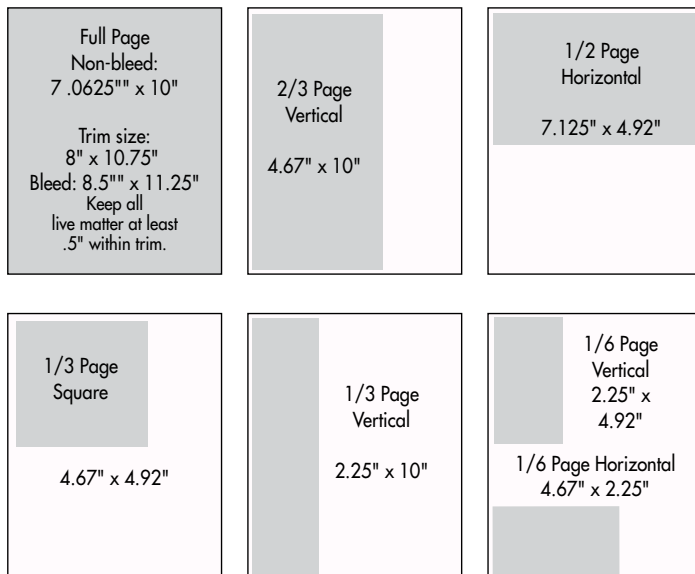 Full Page
Non-bleed:
7 .0625"" x 10"
Trim size:
8" x 10.75"
Bleed: 8.5"" x 11.25"
Keep all
live matter at least
.5" within trim.
2/3 Page
Vertical
4.67" x 10"
1/2 Page
Horizontal
7.125" x 4.92"
1/3 Page
Square
4.67" x 4.92"
1/3 Page
Vertical
2.25" x 10"
1/6 Page
Vertical
2.25" x
4.92"
1/6 Page Horizontal
4.67" x 2.25"